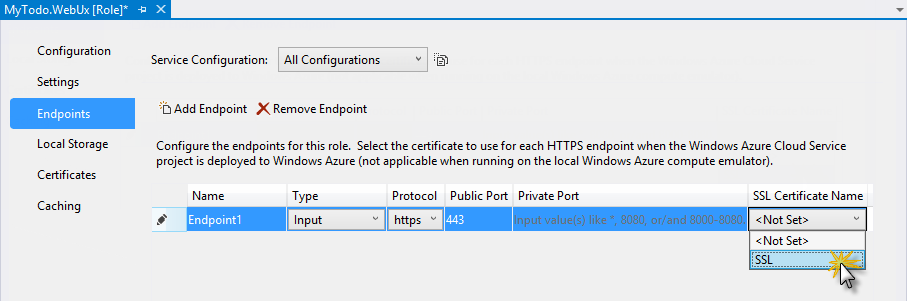 MyTodo.WebUx [Role]*
Configuration
Service Configuration: All Configurations
Settings
Add Endpoint Remove Endpoint
Endpoints
Local Storage
Configure the endpoints for this role. Select the certificate to use for each HTTPS endpoint when the Windows Azure Cloud Service
project is deployed to Windows Azure (not applicable when running on the local Windows Azure compute emulator).
Certificates
Caching
Name Type Protocol Public Port Private Port SSL Certificate Name
Endpoint1 Input https 443 Input value(s) like *, 8080, or/and 8000-8080. <Not Set>
<Not Set>
SSL